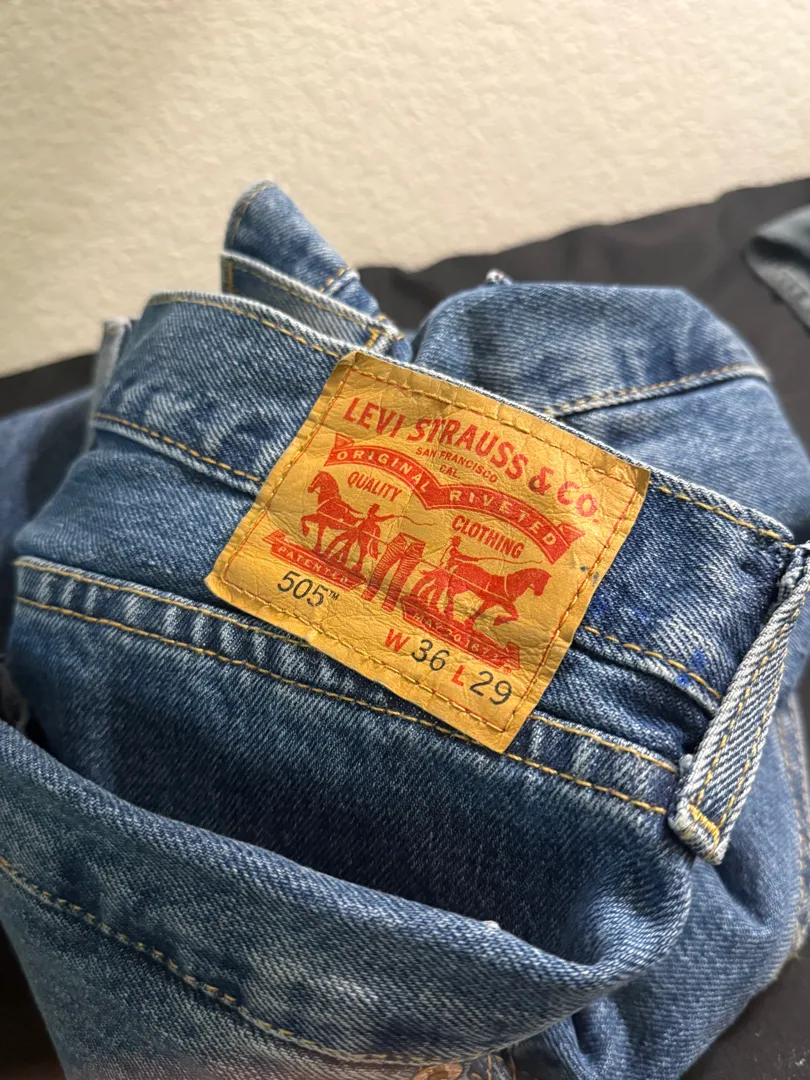 LEVI STRAUSS & CO.
SAN FRANCISCO
CAL
ORIGINAL RIVETED
QUALITY CLOTHING
505™
W 36 L 29